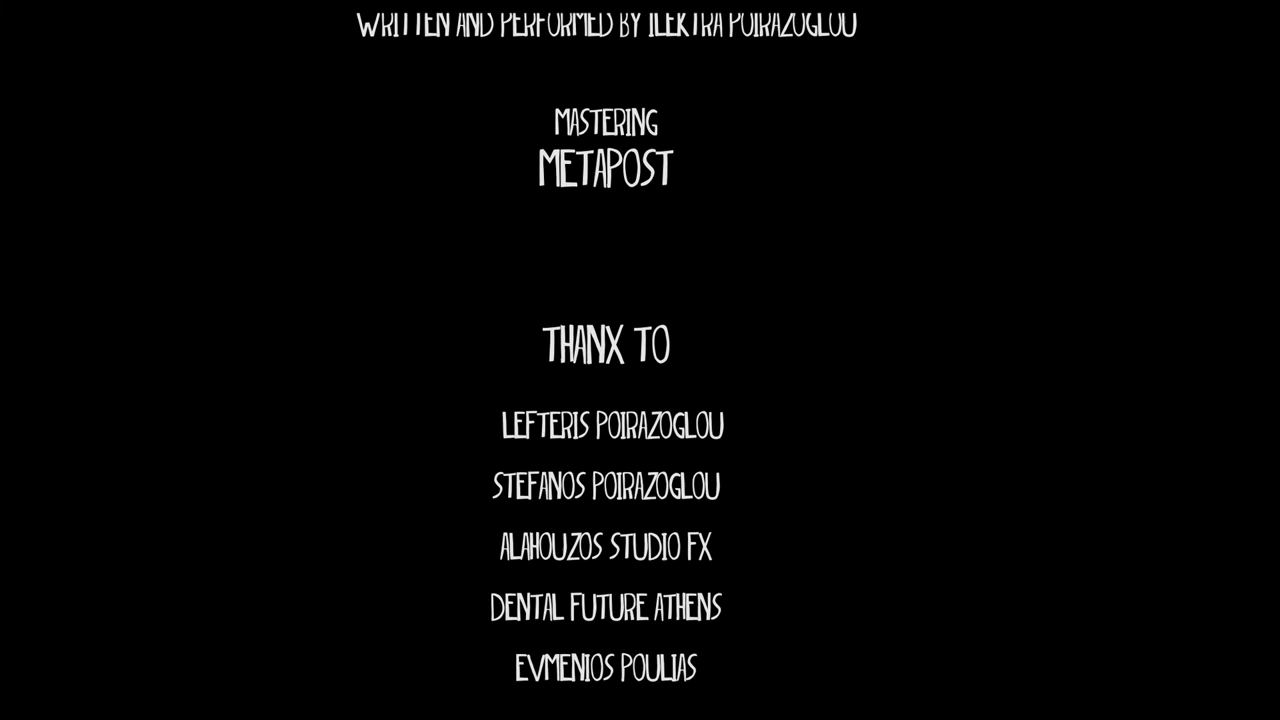 WRITTEN AND PERFORMED BY ILEKTRA POIRAZOGLOU
MASTERING
METAPOST
THANX TO
LEFTERIS POIRAZOGLOU
STEFANOS POIRAZOGLOU
ALAHOUZOS STUDIO FX
DENTAL FUTURE ATHENS
EVMENIOS POULIAS